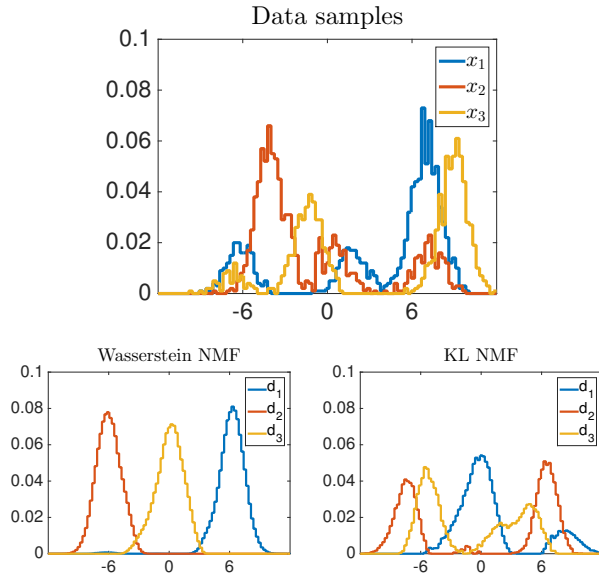 Data samples
0.1
0.08
0.06
0.04
0.02
0
-6 0 6
x₁
x₂
x₃
Wasserstein NMF
0.1
0.08
0.06
0.04
0.02
0
-6 0 6
d₁
d₂
d₃
KL NMF
0.1
0.08
0.06
0.04
0.02
0
-6 0 6
d₁
d₂
d₃